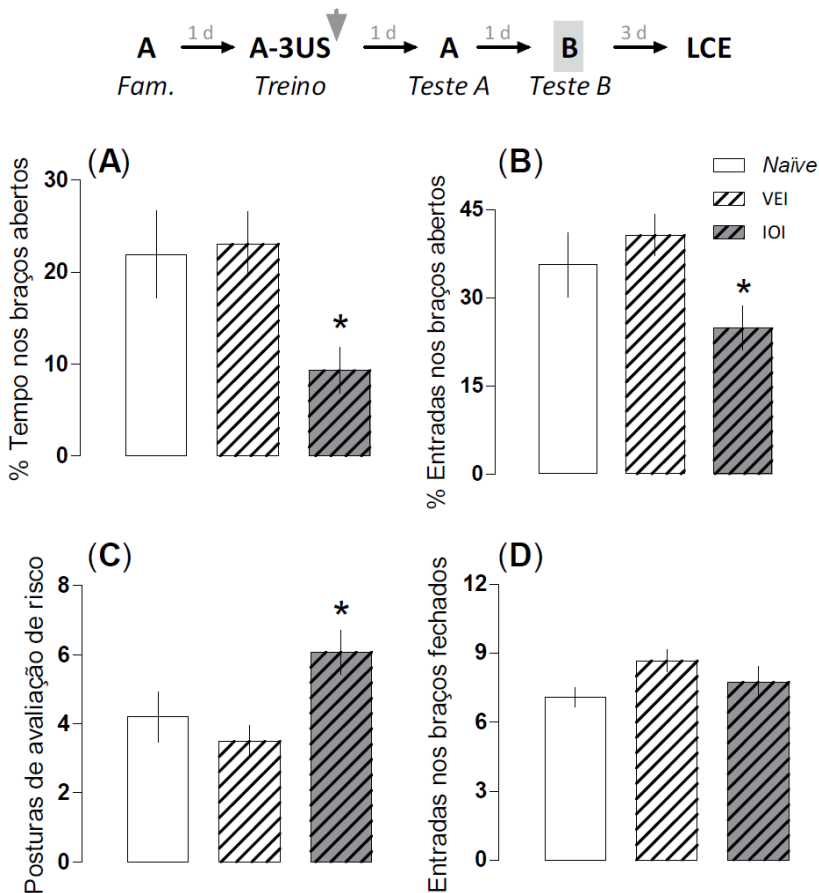 A 1 d A-3US 1 d A 1 d B 3 d LCE
Fam. Treino Teste A Teste B
(A)
% Tempo nos braços abertos
30
20
10
0
*
(B)
% Entradas nos braços abertos
45
30
15
0
*
Naïve
VEI
IOI
(C)
Posturas de avaliação de risco
8
6
4
2
0
*
(D)
Entradas nos braços fechados
12
9
6
3
0